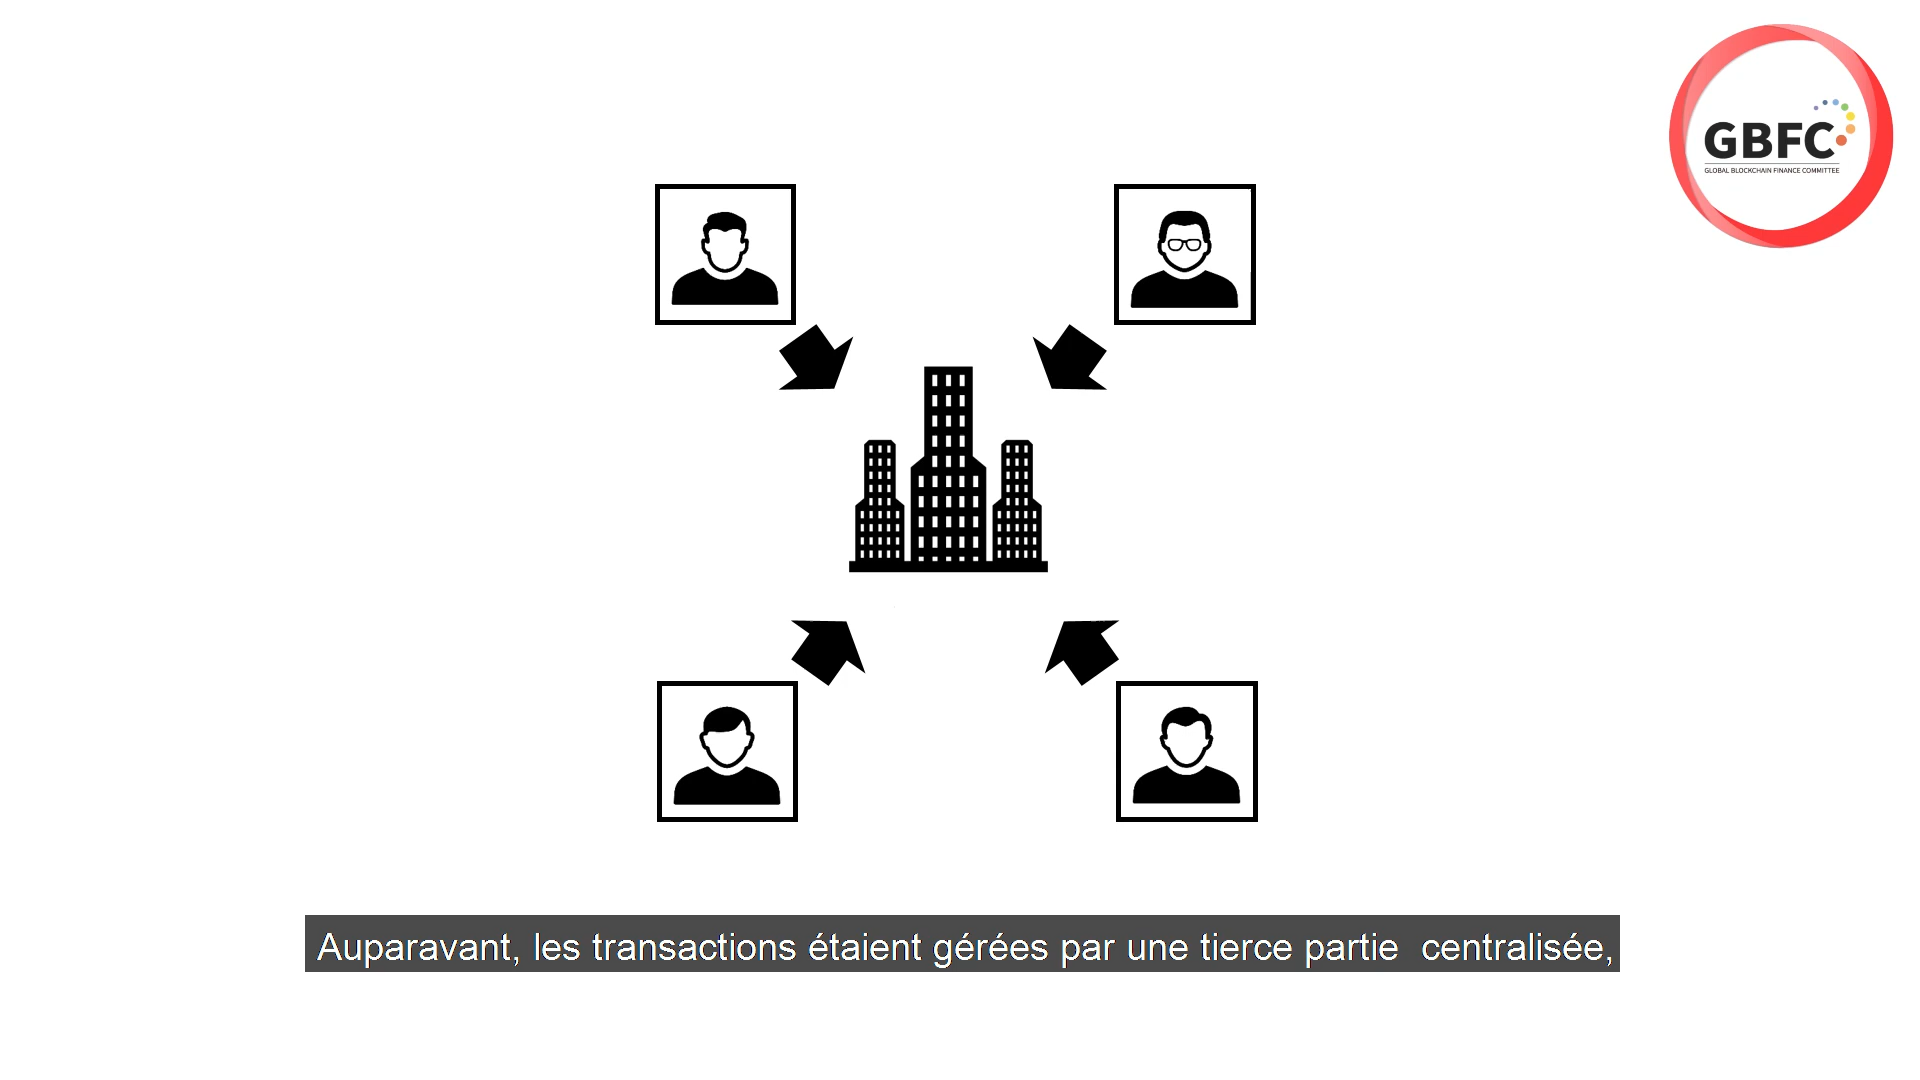 GBFC
GLOBAL BLOCKCHAIN FINANCE COMMITTEE
Auparavant, les transactions étaient gérées par une tierce partie  centralisée,